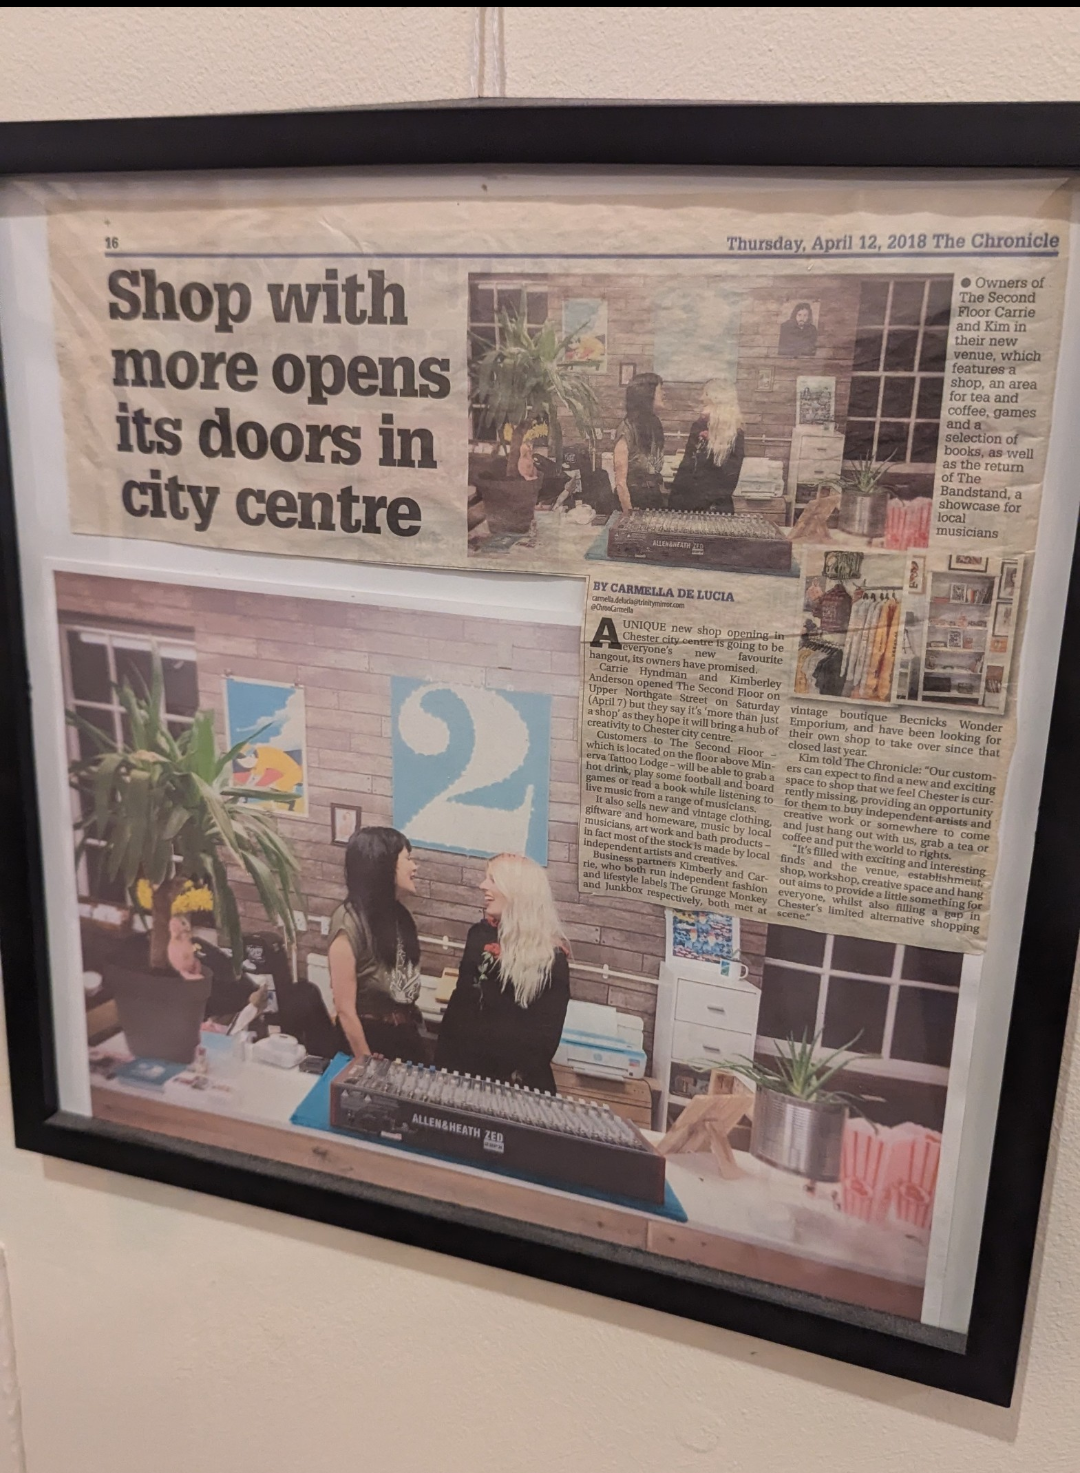 16
Thursday, April 12, 2018 The Chronicle
Shop with
more opens
its doors in
city centre
● Owners of
The Second
Floor Carrie
and Kim in
their new
venue, which
features a
shop, an area
for tea and
coffee, games
and a
selection of
books, as well
as the return
of The
Bandstand, a
showcase for
local
musicians
ALLEN&HEATH ZED
BY CARMELLA DE LUCIA
carmella.delucia@trinitymirror.com
@ChronCarmella
A UNIQUE new shop opening in
Chester city centre is going to be
everyone's new favourite
hangout, its owners have promised.
Carrie Hyndman and Kimberley
Anderson opened The Second Floor on
Upper Northgate Street on Saturday
(April 7) but they say it's 'more than just
a shop' as they hope it will bring a hub of
creativity to Chester city centre.
Customers to The Second Floor –
which is located on the floor above Min-
erva Tattoo Lodge – will be able to grab a
hot drink, play some football and board
games or read a book while listening to
live music from a range of musicians.
It also sells new and vintage clothing,
giftware and homeware, music by local
musicians, art work and bath products –
in fact most of the stock is made by local
independent artists and creatives.
Business partners Kimberly and Car-
rie, who both run independent fashion
and lifestyle labels The Grunge Monkey
and Junkbox respectively, both met at
vintage boutique Becnicks Wonder
Emporium, and have been looking for
their own shop to take over since that
closed last year.
Kim told The Chronicle: "Our custom-
ers can expect to find a new and exciting
space to shop that we feel Chester is cur-
rently missing, providing an opportunity
for them to buy independent artists and
creative work or somewhere to come
and just hang out with us, grab a tea or
coffee and put the world to rights.
"It's filled with exciting and interesting
finds and the venue, establishment,
shop, workshop, creative space and hang
out aims to provide a little something for
everyone, whilst also filling a gap in
Chester's limited alternative shopping
scene."
2
ALLEN&HEATH ZED